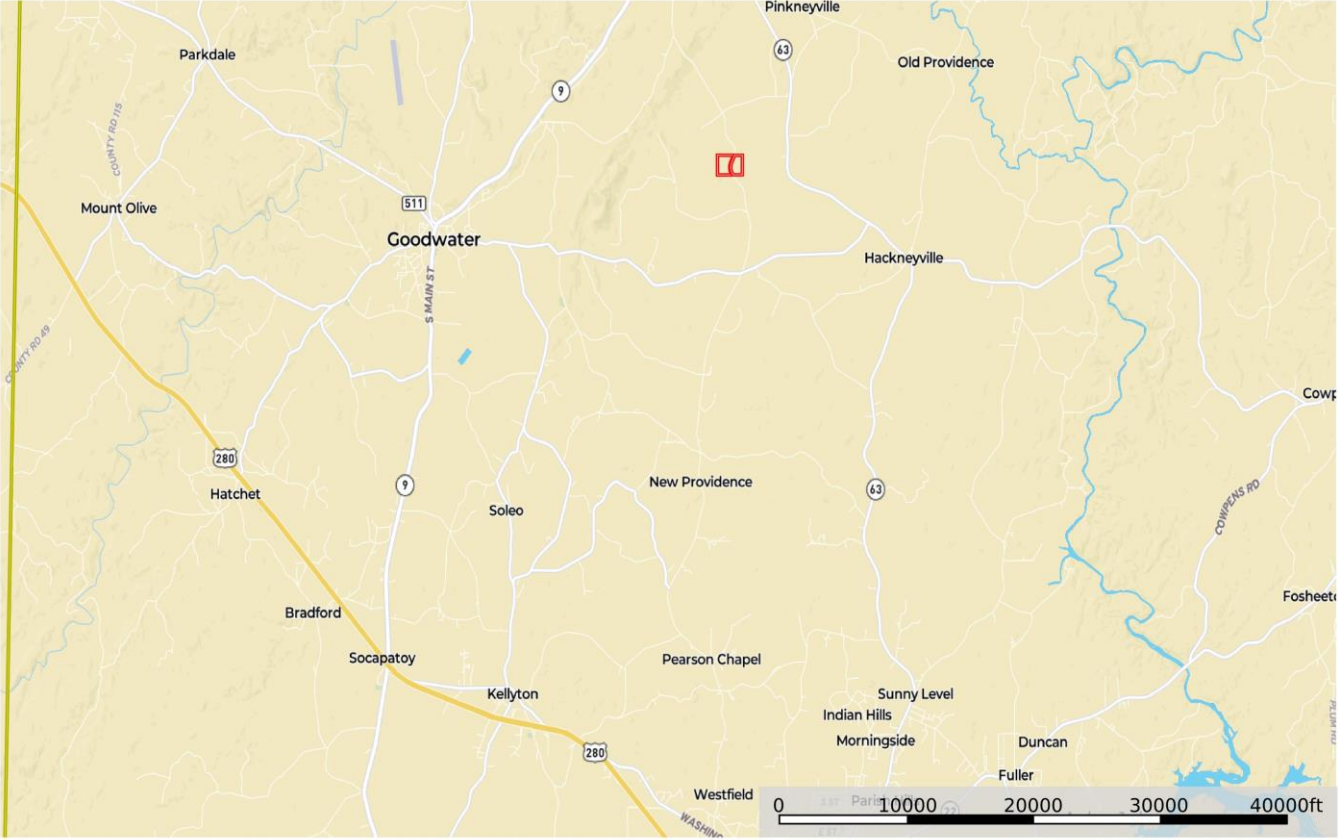 Pinkneyville
63
Parkdale
Old Providence
9
COUNTY RD 115
511
Mount Olive
Goodwater
Hackneyville
S MAIN ST
COUNTY RD 49
Cowp
280
Hatchet
9
New Providence
63
Soleo
COWPENS RD
Fosheet
Bradford
Socapatoy
Pearson Chapel
Kellyton
Sunny Level
Indian Hills
Morningside
Duncan
280
Fuller
Westfield
0 10000 20000 30000 40000ft
22
WASHING